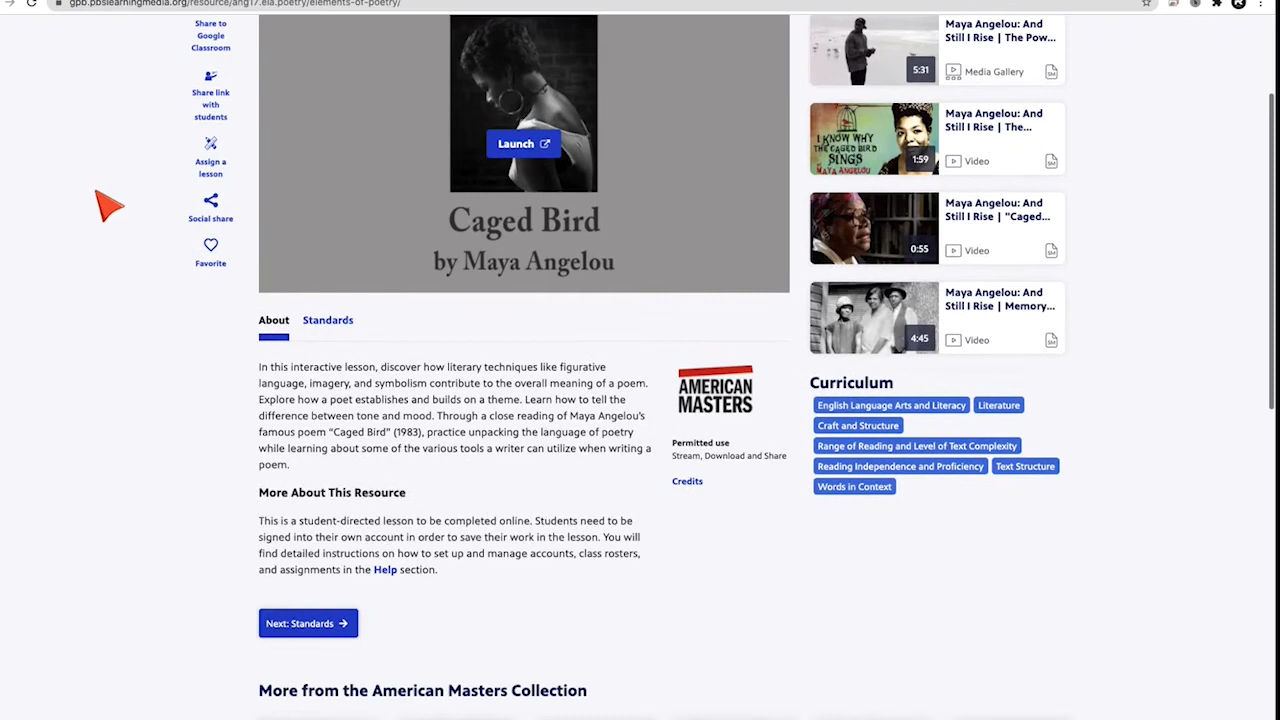 gpb.pbslearningmedia.org/resource/ang17.ela.poetry/elements-of-poetry/
Share to
Google
Classroom
Share link
with
students
Assign a
lesson
Social share
Favorite
Launch
Caged Bird
by Maya Angelou
About
Standards
In this interactive lesson, discover how literary techniques like figurative
language, imagery, and symbolism contribute to the overall meaning of a poem.
Explore how a poet establishes and builds on a theme. Learn how to tell the
difference between tone and mood. Through a close reading of Maya Angelou's
famous poem “Caged Bird” (1983), practice unpacking the language of poetry
while learning about some of the various tools a writer can utilize when writing a
poem.
More About This Resource
This is a student-directed lesson to be completed online. Students need to be
signed into their own account in order to save their work in the lesson. You will
find detailed instructions on how to set up and manage accounts, class rosters,
and assignments in the Help section.
Next: Standards
AMERICAN
MASTERS
Permitted use
Stream, Download and Share
Credits
5:31
Maya Angelou: And
Still I Rise | The Pow...
Media Gallery
I KNOW WHY
THE CAGED BIRD
SINGS
MAYA ANGELOU
1:59
Maya Angelou: And
Still I Rise | The...
Video
0:55
Maya Angelou: And
Still I Rise | "Caged...
Video
4:45
Maya Angelou: And
Still I Rise | Memory...
Video
Curriculum
English Language Arts and Literacy
Literature
Craft and Structure
Range of Reading and Level of Text Complexity
Reading Independence and Proficiency
Text Structure
Words in Context
More from the American Masters Collection